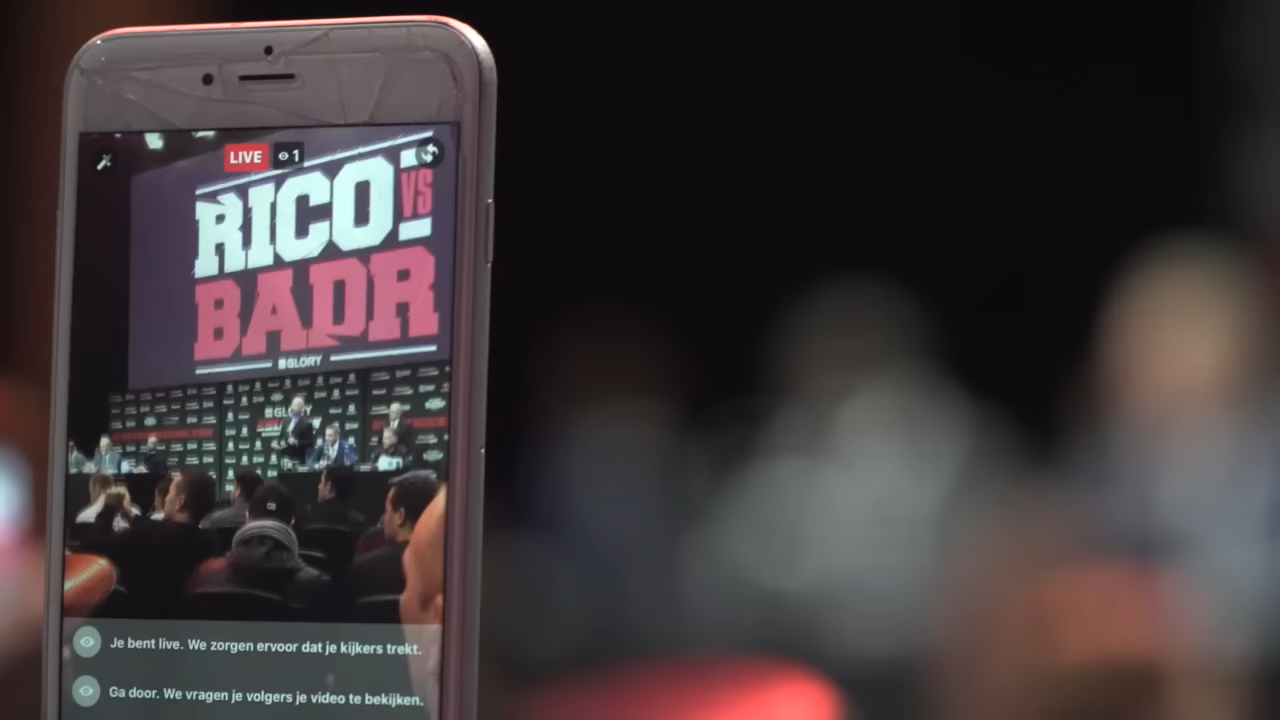 LIVE 1
RICO VS
BADR
GLORY
GLORY
Je bent live. We zorgen ervoor dat je kijkers trekt.
Ga door. We vragen je volgers je video te bekijken.